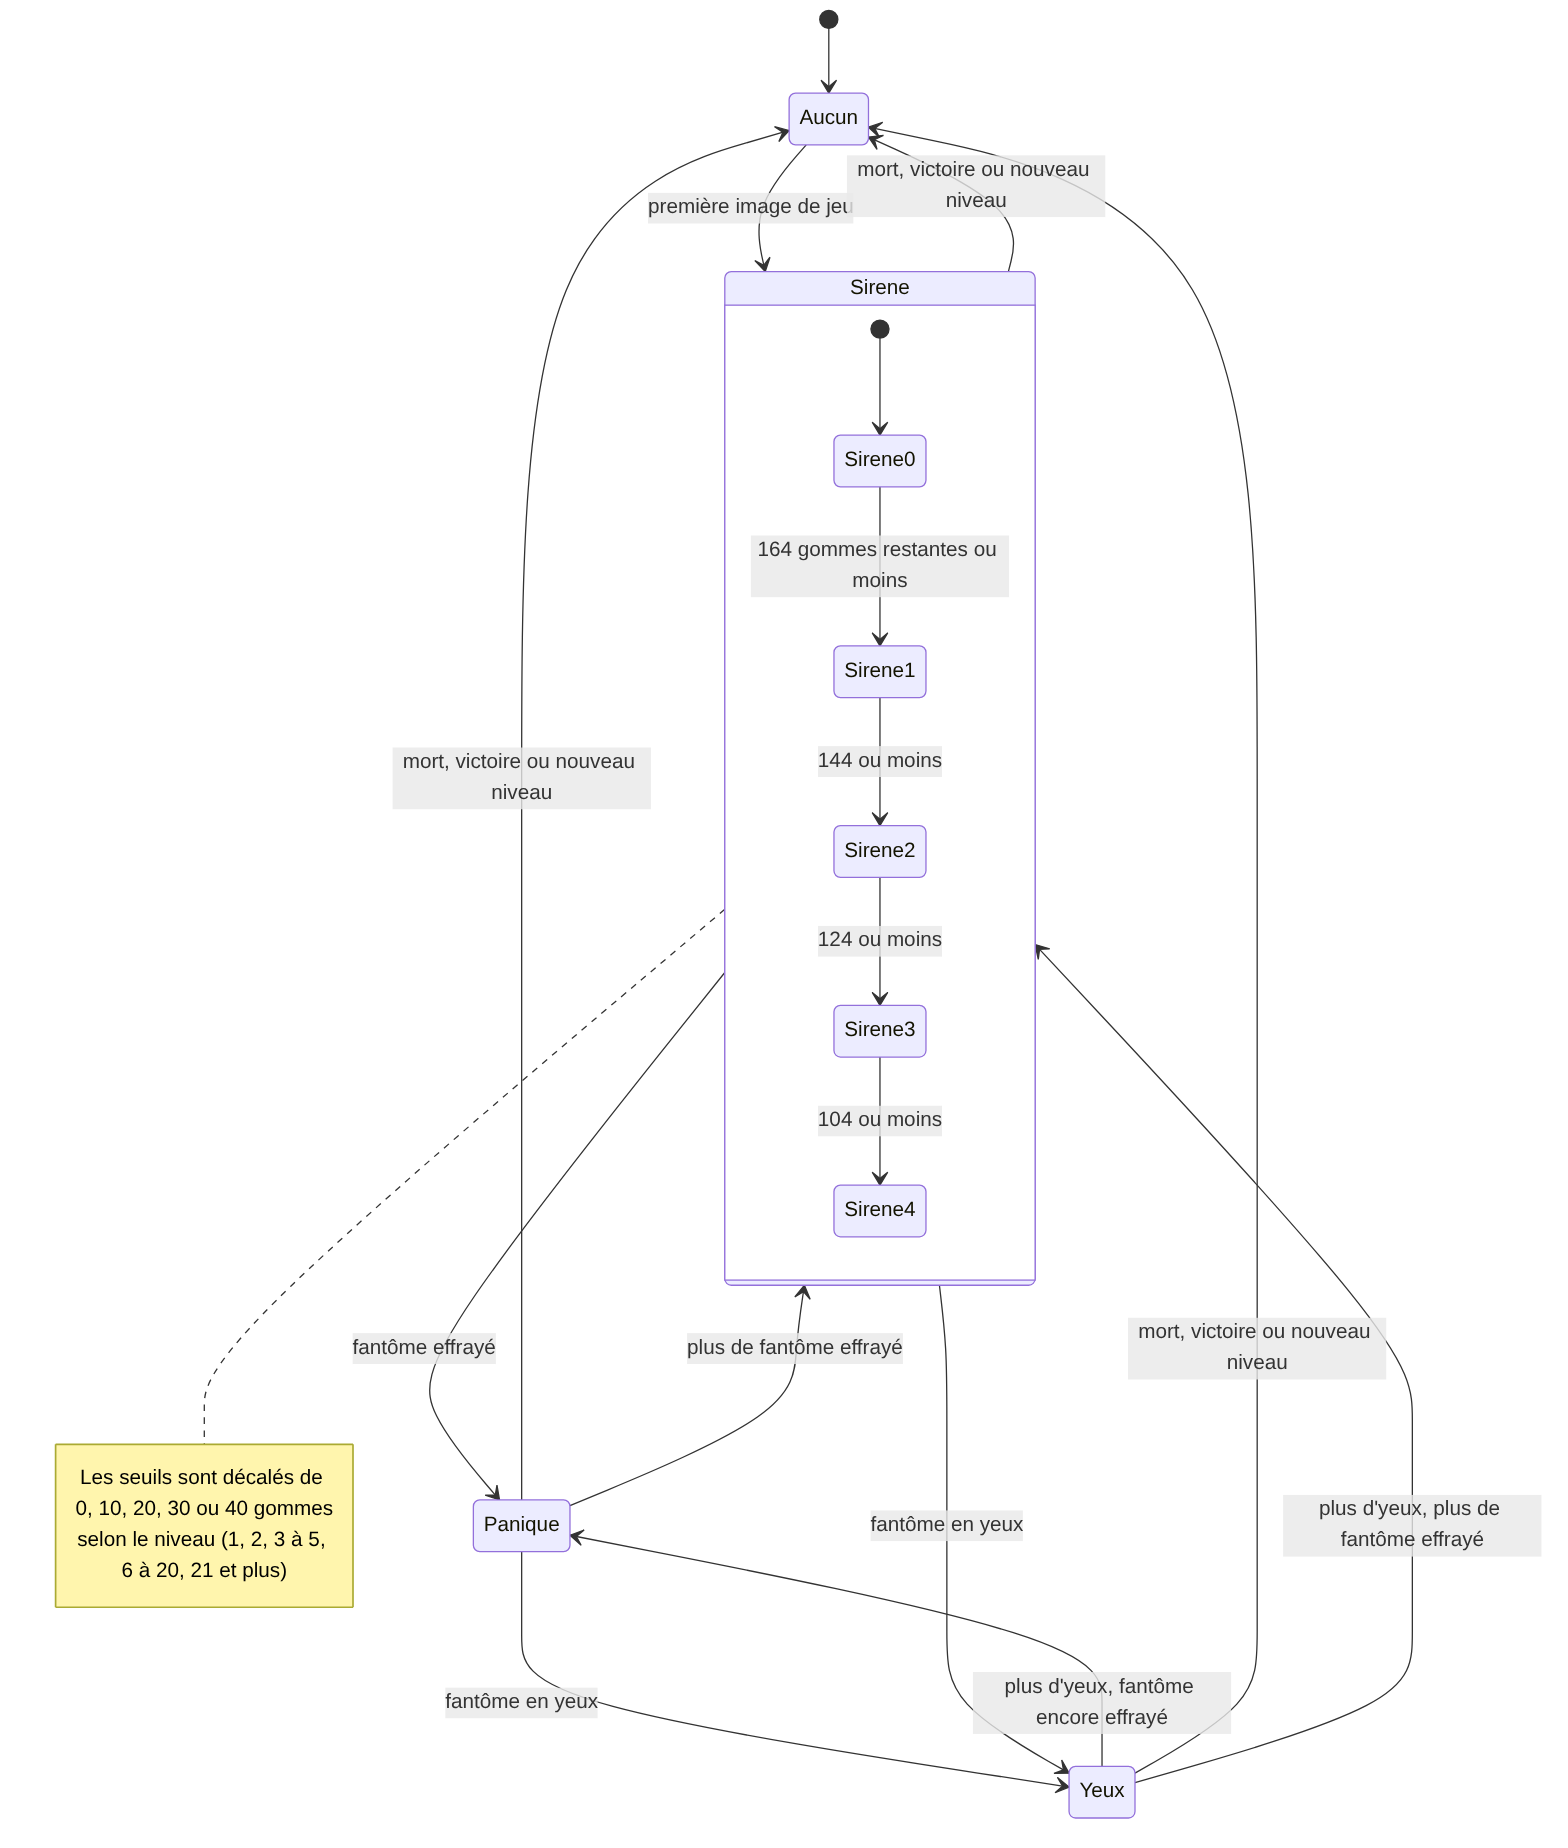 Aucun
mort, victoire ou nouveau
niveau
première image de jeu
Sirene
Sirene0
164 gommes restantes ou
moins
Sirene1
mort, victoire ou nouveau
niveau
144 ou moins
Sirene2
124 ou moins
Sirene3
104 ou moins
Sirene4
fantôme effrayé
plus de fantôme effrayé
mort, victoire ou nouveau
niveau
Les seuils sont décalés de
0, 10, 20, 30 ou 40 gommes
selon le niveau (1, 2, 3 à 5,
6 à 20, 21 et plus)
Panique
fantôme en yeux
plus d'yeux, plus de
fantôme effrayé
fantôme en yeux
plus d'yeux, fantôme
encore effrayé
Yeux